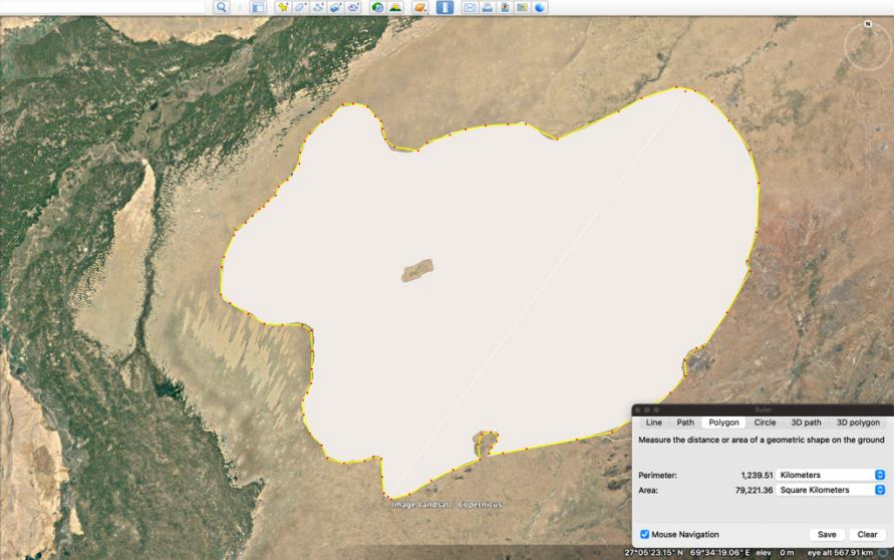 N
Ruler
Line Path Polygon Circle 3D path 3D polygon
Measure the distance or area of a geometric shape on the ground
Perimeter: 1,239.51 Kilometers
Area: 79,221.36 Square Kilometers
Mouse Navigation Save Clear
Image Landsat / Copernicus
27°05'23.15" N 69°34'19.06" E elev 0 m eye alt 567.91 km